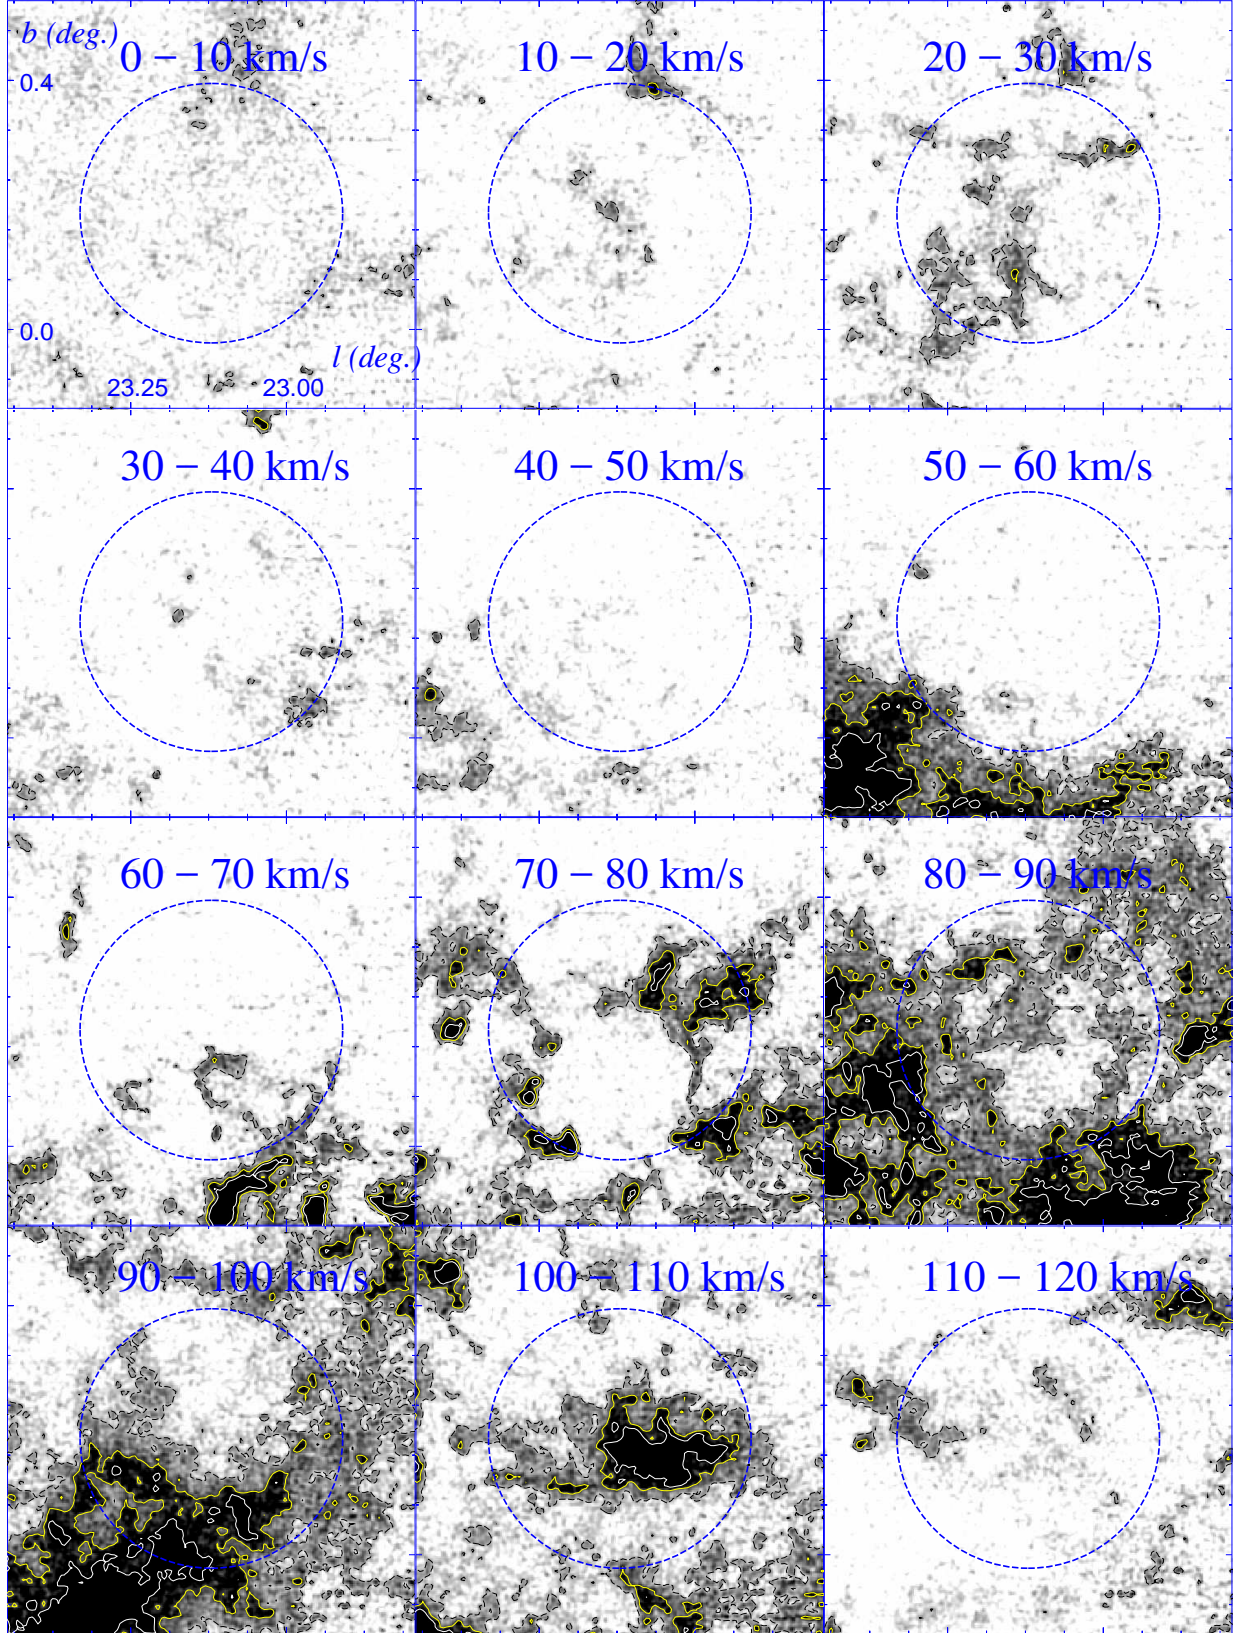 b (deg.)
0 – 10 km/s
10 – 20 km/s
20 – 30 km/s
0.4
0.0
l (deg.)
23.25
23.00
30 – 40 km/s
40 – 50 km/s
50 – 60 km/s
60 – 70 km/s
70 – 80 km/s
80 – 90 km/s
90 – 100 km/s
100 – 110 km/s
110 – 120 km/s